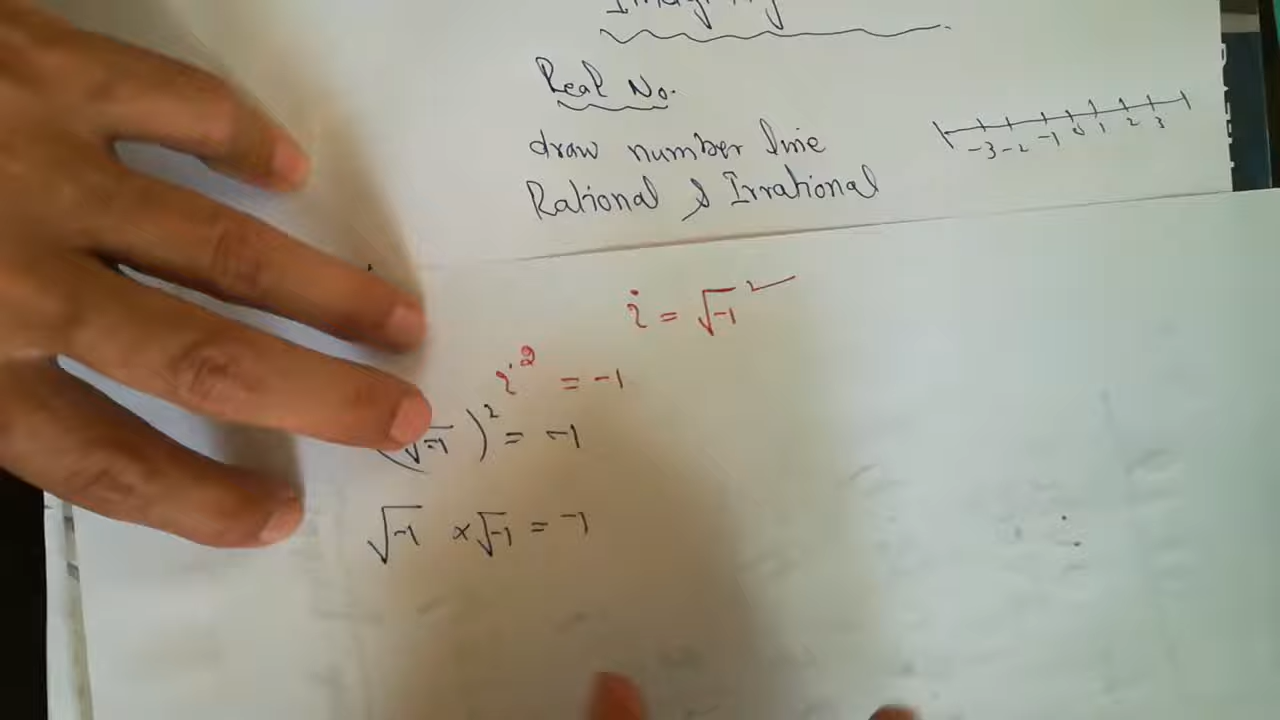 Real No.
draw number line
-3 -2 -1 0 1 2 3
Rational & Irrational
i = √-1
i² = -1
(√-1)² = -1
√-1 × √-1 = -1